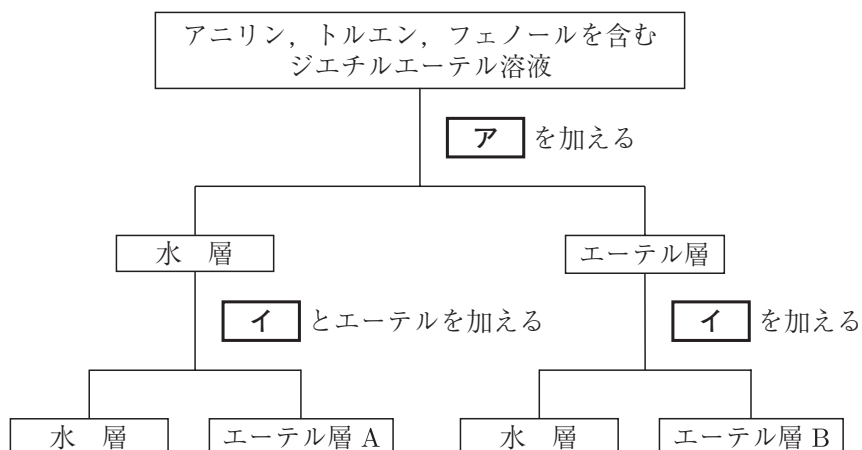 アニリン，トルエン，フェノールを含む
ジエチルエーテル溶液
ア を加える
水　層
エーテル層
イ とエーテルを加える
イ を加える
水　層
エーテル層 A
水　層
エーテル層 B